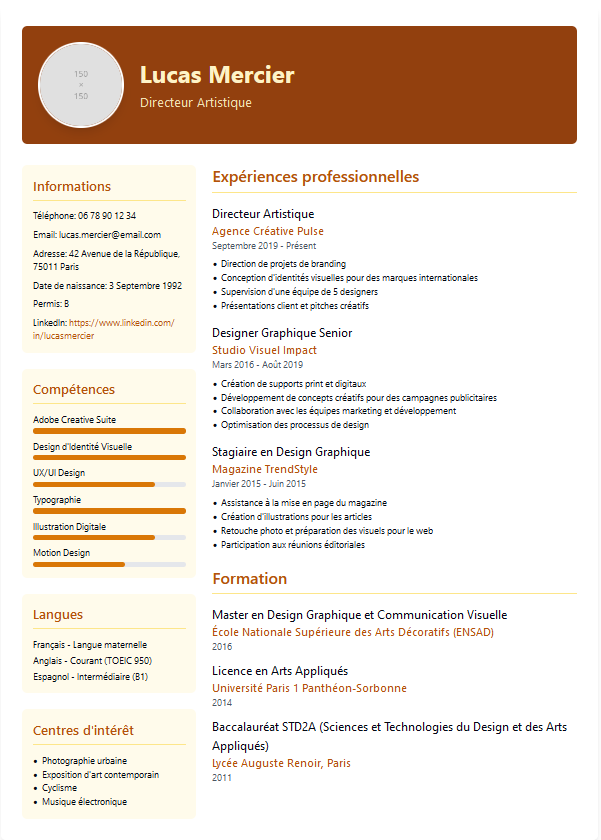 150
×
150
Lucas Mercier
Directeur Artistique
Informations
Téléphone: 06 78 90 12 34
Email: lucas.mercier@email.com
Adresse: 42 Avenue de la République,
75011 Paris
Date de naissance: 3 Septembre 1992
Permis: B
LinkedIn: https://www.linkedin.com/
in/lucasmercier
Compétences
Adobe Creative Suite
Design d'Identité Visuelle
UX/UI Design
Typographie
Illustration Digitale
Motion Design
Langues
Français - Langue maternelle
Anglais - Courant (TOEIC 950)
Espagnol - Intermédiaire (B1)
Centres d'intérêt
• Photographie urbaine
• Exposition d'art contemporain
• Cyclisme
• Musique électronique
Expériences professionnelles
Directeur Artistique
Agence Créative Pulse
Septembre 2019 - Présent
• Direction de projets de branding
• Conception d'identités visuelles pour des marques internationales
• Supervision d'une équipe de 5 designers
• Présentations client et pitches créatifs
Designer Graphique Senior
Studio Visuel Impact
Mars 2016 - Août 2019
• Création de supports print et digitaux
• Développement de concepts créatifs pour des campagnes publicitaires
• Collaboration avec les équipes marketing et développement
• Optimisation des processus de design
Stagiaire en Design Graphique
Magazine TrendStyle
Janvier 2015 - Juin 2015
• Assistance à la mise en page du magazine
• Création d'illustrations pour les articles
• Retouche photo et préparation des visuels pour le web
• Participation aux réunions éditoriales
Formation
Master en Design Graphique et Communication Visuelle
École Nationale Supérieure des Arts Décoratifs (ENSAD)
2016
Licence en Arts Appliqués
Université Paris 1 Panthéon-Sorbonne
2014
Baccalauréat STD2A (Sciences et Technologies du Design et des Arts
Appliqués)
Lycée Auguste Renoir, Paris
2011